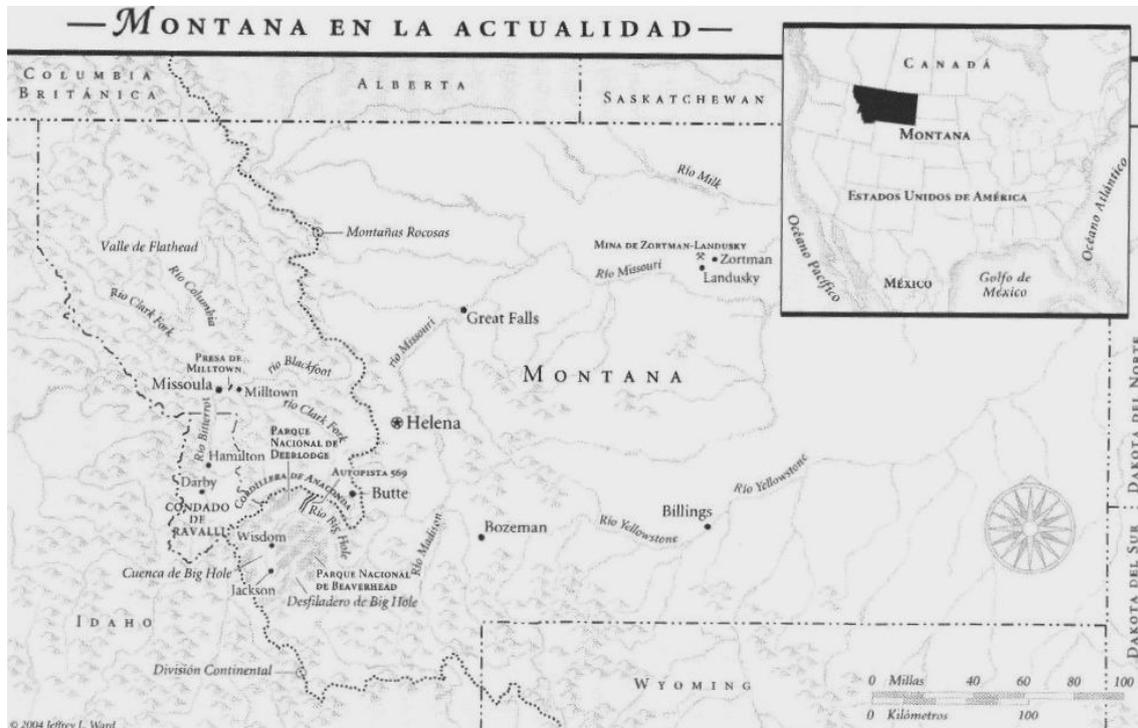 MONTANA EN LA ACTUALIDAD
COLUMBIA
BRITÁNICA
ALBERTA
SASKATCHEWAN
CANADÁ
MONTANA
ESTADOS UNIDOS DE AMÉRICA
Océano Pacífico
Océano Atlántico
MÉXICO
Golfo de
México
Río Milk
Montañas Rocosas
Valle de Flathead
Río Columbia
Río Clark Fork
MINA DE ZORTMAN-LANDUSKY
Zortman
Landusky
Río Missouri
Great Falls
río Missouri
PRESA DE
MILLTOWN
río Blackfoot
Missoula
Milltown
MONTANA
río Clark Fork
Helena
Río Bitterrot
PARQUE
NACIONAL DE
DEERLODGE
Hamilton
AUTOPISTA 569
Darby
CORDILLERA DE ANACONDA
Butte
Río Yellowstone
CONDADO
DE
RAVALLI
Río Big Hole
Billings
Wisdom
Río Madison
Bozeman
Río Yellowstone
Cuenca de Big Hole
PARQUE NACIONAL
DE BEAVERHEAD
Jackson
Desfiladero de Big Hole
IDAHO
DAKOTA DEL NORTE
DAKOTA DEL SUR
División Continental
WYOMING
0 Millas 40 60 80 100
0 Kilómetros 100
© 2004 Jeffrey L. Ward